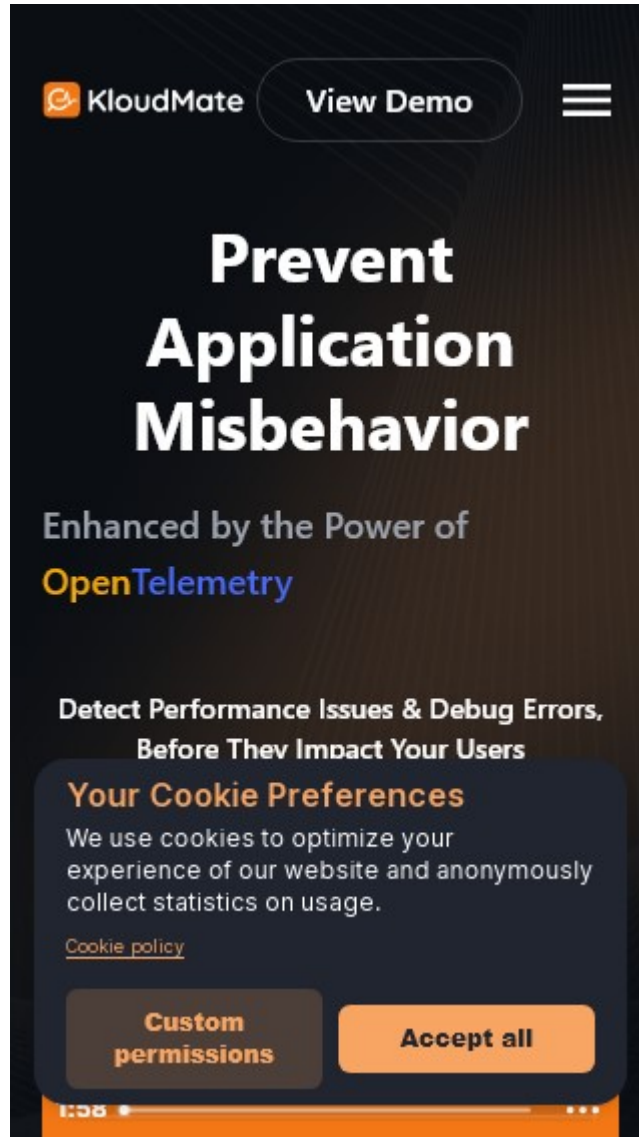 KloudMate
View Demo
Prevent
Application
Misbehavior
Enhanced by the Power of
OpenTelemetry
Detect Performance Issues & Debug Errors,
Before They Impact Your Users
Your Cookie Preferences
We use cookies to optimize your
experience of our website and anonymously
collect statistics on usage.
Cookie policy
Custom
permissions
Accept all
1:58